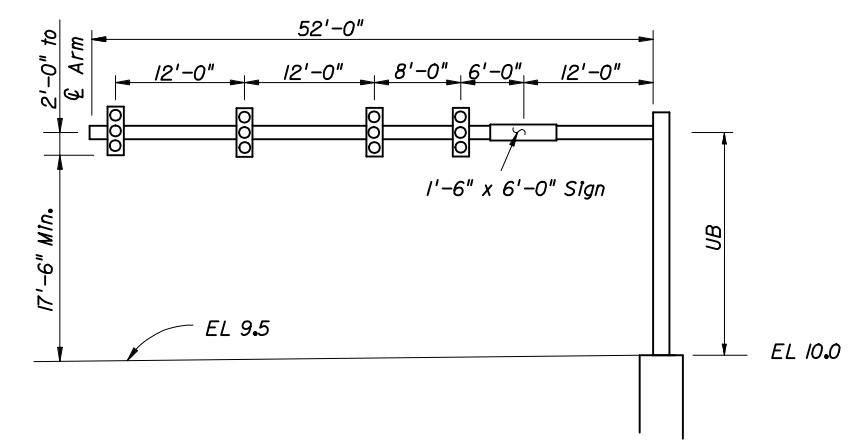 52'-0"
2'-0" to
℄ Arm
12'-0"
12'-0"
8'-0"
6'-0"
12'-0"
1'-6" x 6'-0" Sign
17'-6" Min.
UB
EL 9.5
EL 10.0